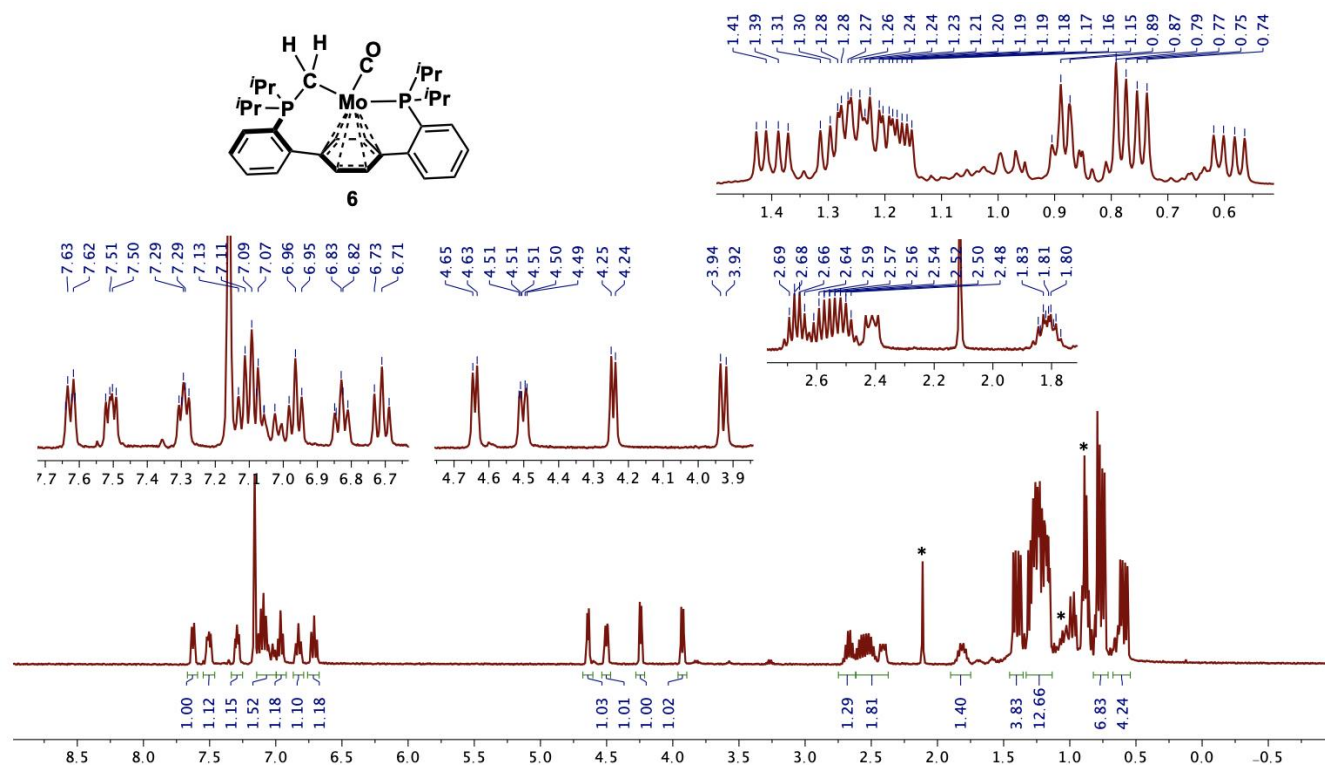 H H
C CO
iPr iPr
iPr P Mo P iPr
6
1.41 1.39 1.31 1.30 1.28 1.28 1.27 1.26 1.24 1.24 1.23 1.21 1.20 1.19 1.19 1.18 1.17 1.16 1.15 0.89 0.87 0.79 0.77 0.75 0.74
1.4 1.3 1.2 1.1 1.0 0.9 0.8 0.7 0.6
7.63 7.62 7.51 7.50 7.29 7.29 7.13 7.11 7.09 7.07 6.96 6.95 6.83 6.82 6.73 6.71
7.7 7.6 7.5 7.4 7.3 7.2 7.1 7.0 6.9 6.8 6.7
4.65 4.63 4.51 4.51 4.51 4.50 4.49 4.25 4.24 3.94 3.92
4.7 4.6 4.5 4.4 4.3 4.2 4.1 4.0 3.9
2.69 2.68 2.66 2.64 2.59 2.57 2.56 2.54 2.52 2.50 2.48 1.83 1.81 1.80
2.6 2.4 2.2 2.0 1.8
* * *
1.00 1.12 1.15 1.52 1.18 1.10 1.18 1.03 1.01 1.00 1.02 1.29 1.81 1.40 3.83 12.66 6.83 4.24
8.5 8.0 7.5 7.0 6.5 6.0 5.5 5.0 4.5 4.0 3.5 3.0 2.5 2.0 1.5 1.0 0.5 0.0 -0.5